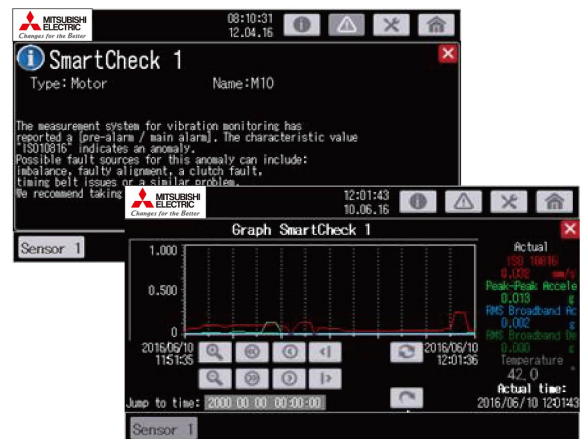 MITSUBISHI
ELECTRIC
Changes for the Better
08:10:31
12.04.16
SmartCheck 1
Type:Motor Name:M10
The measurement system for vibration monitoring has
reported a [pre-alarm / main alarm]. The characteristic value
"ISO10816" indicates an anomaly.
Possible fault sources for this anomaly can include:
imbalance, faulty alignment, a clutch fault,
timing belt issues or a similar problem.
We recommend taking
Sensor 1
MITSUBISHI
ELECTRIC
Changes for the Better
12:01:43
10.06.16
Graph SmartCheck 1
1.000
0.500
0
Actual
ISO 10816
0.032 mm/s
Peak-Peak Accele
0.013 g
RMS Broadband Ac
0.002 g
RMS Broadband De
0.000 g
Temperature
42.0 °
Actual time:
2016/06/10 12:01:43
2016/06/10
11:51:35
2016/06/10
12:01:36
Jump to time: 2000 00 00 00:00:00
Sensor 1